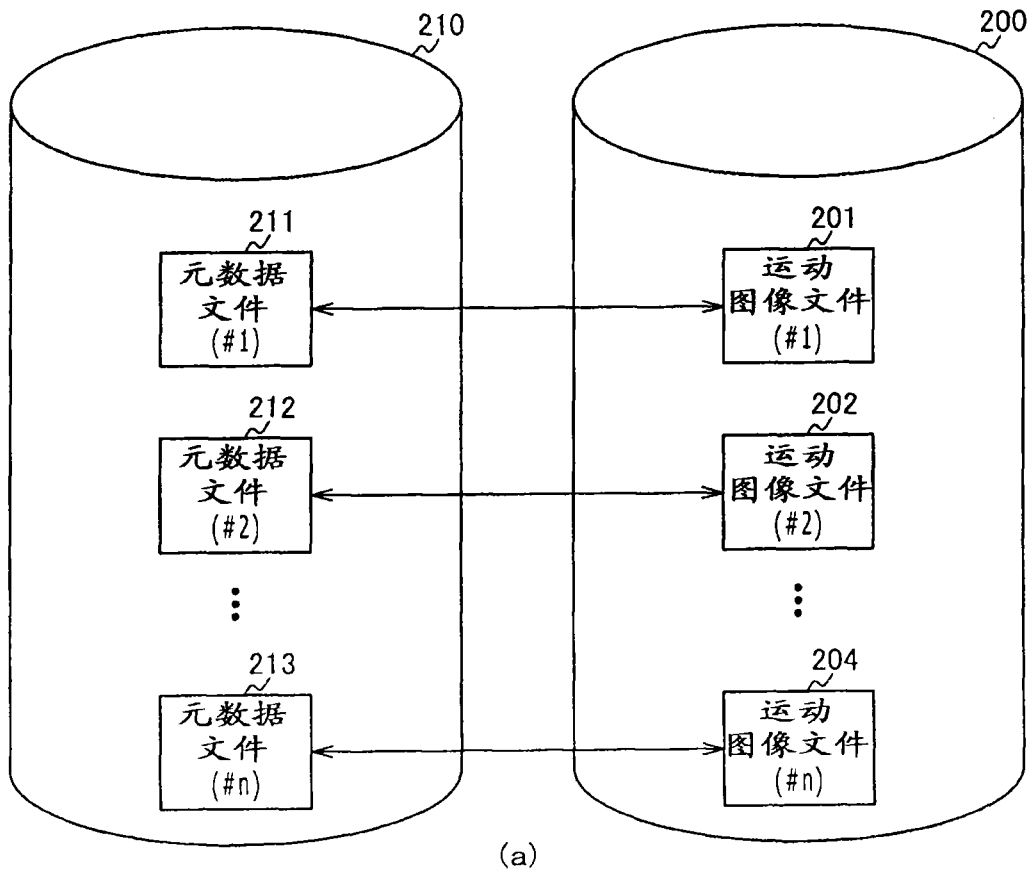 210
200
211
元数据
文件
(#1)
201
运动
图像文件
(#1)
212
元数据
文件
(#2)
202
运动
图像文件
(#2)
213
元数据
文件
(#n)
204
运动
图像文件
(#n)
(a)